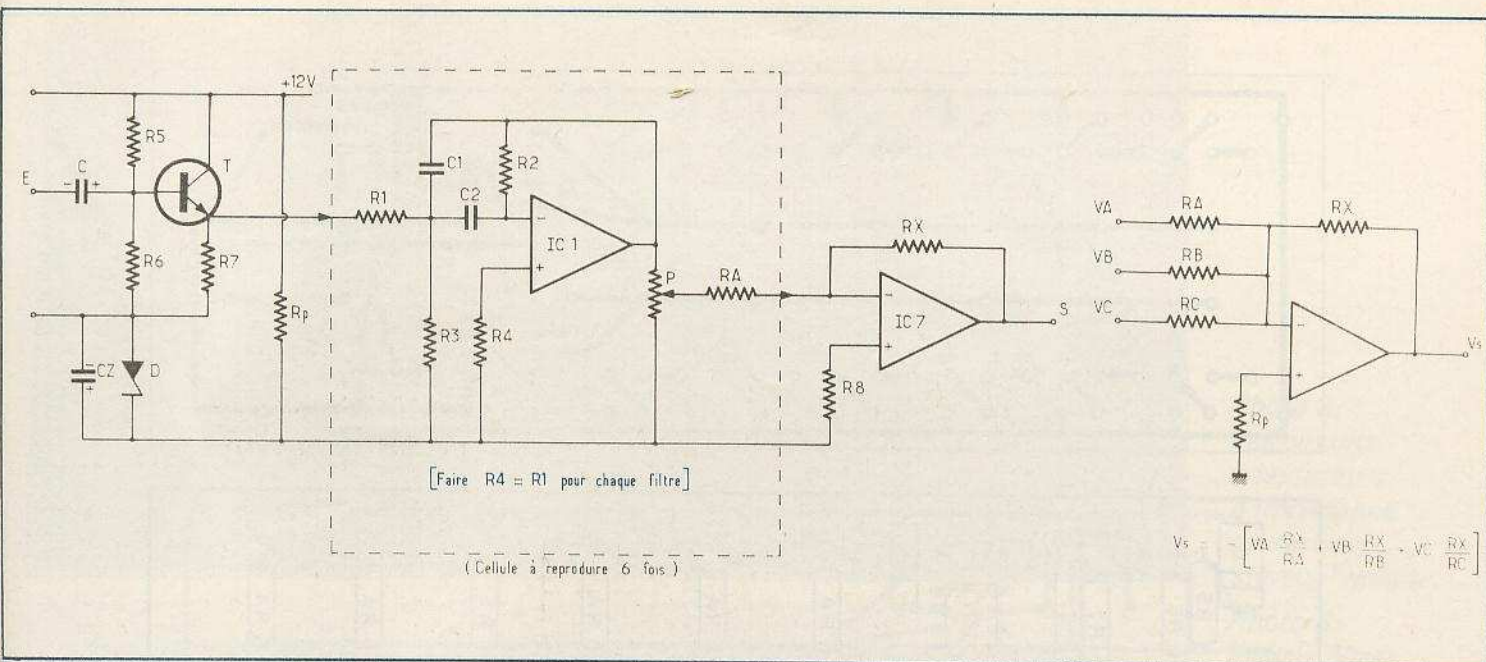 +12V
R5
C
- +
T
E
R6
R7
Rp
CZ
-
+
D
R1
C1
R2
C2
-
IC 1
+
R3
R4
P
RA
RX
-
IC 7
+
S
R8
VA
RA
RX
VB
RB
VC
RC
-
+
Vs
Rp
[Faire R4 = R1 pour chaque filtre]
(Cellule à reproduire 6 fois)
Vs = - [VA RX/RA + VB RX/RB + VC RX/RC]